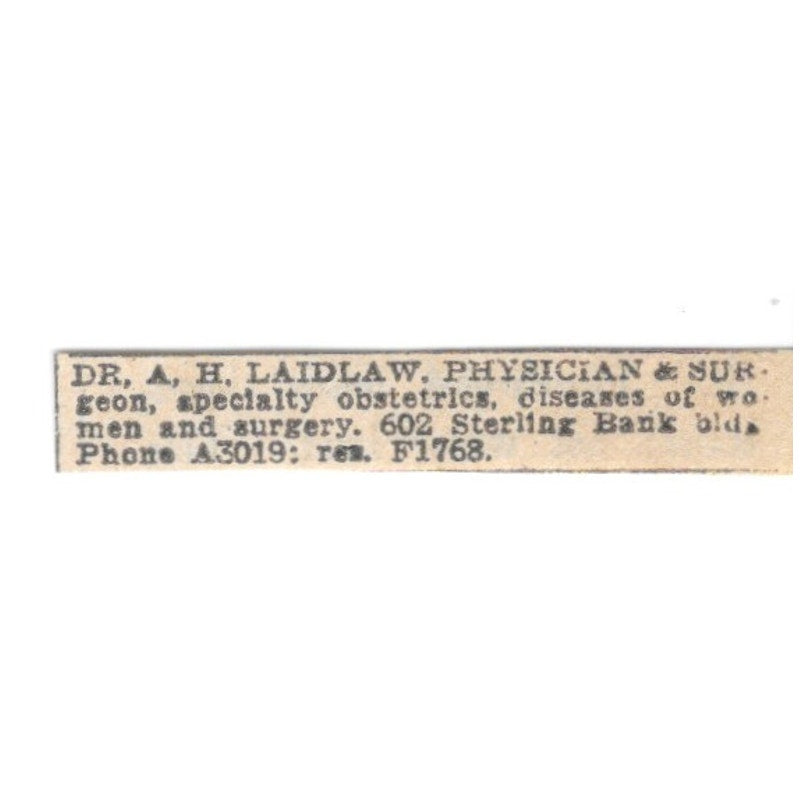 DR. A. H. LAIDLAW, PHYSICIAN & SUR-
geon, specialty obstetrics, diseases of wo-
men and surgery. 602 Sterling Bank bld.
Phone A3019; res. F1768.